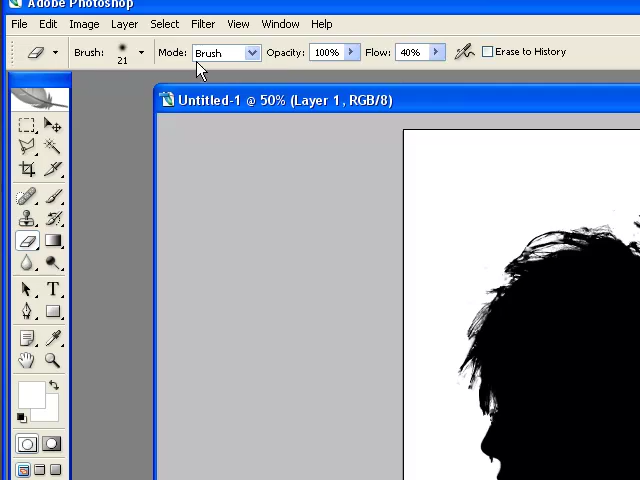 Adobe Photoshop
File Edit Image Layer Select Filter View Window Help
Brush: 21 Mode: Brush Opacity: 100% Flow: 40% Erase to History
Untitled-1 @ 50% (Layer 1, RGB/8)
T